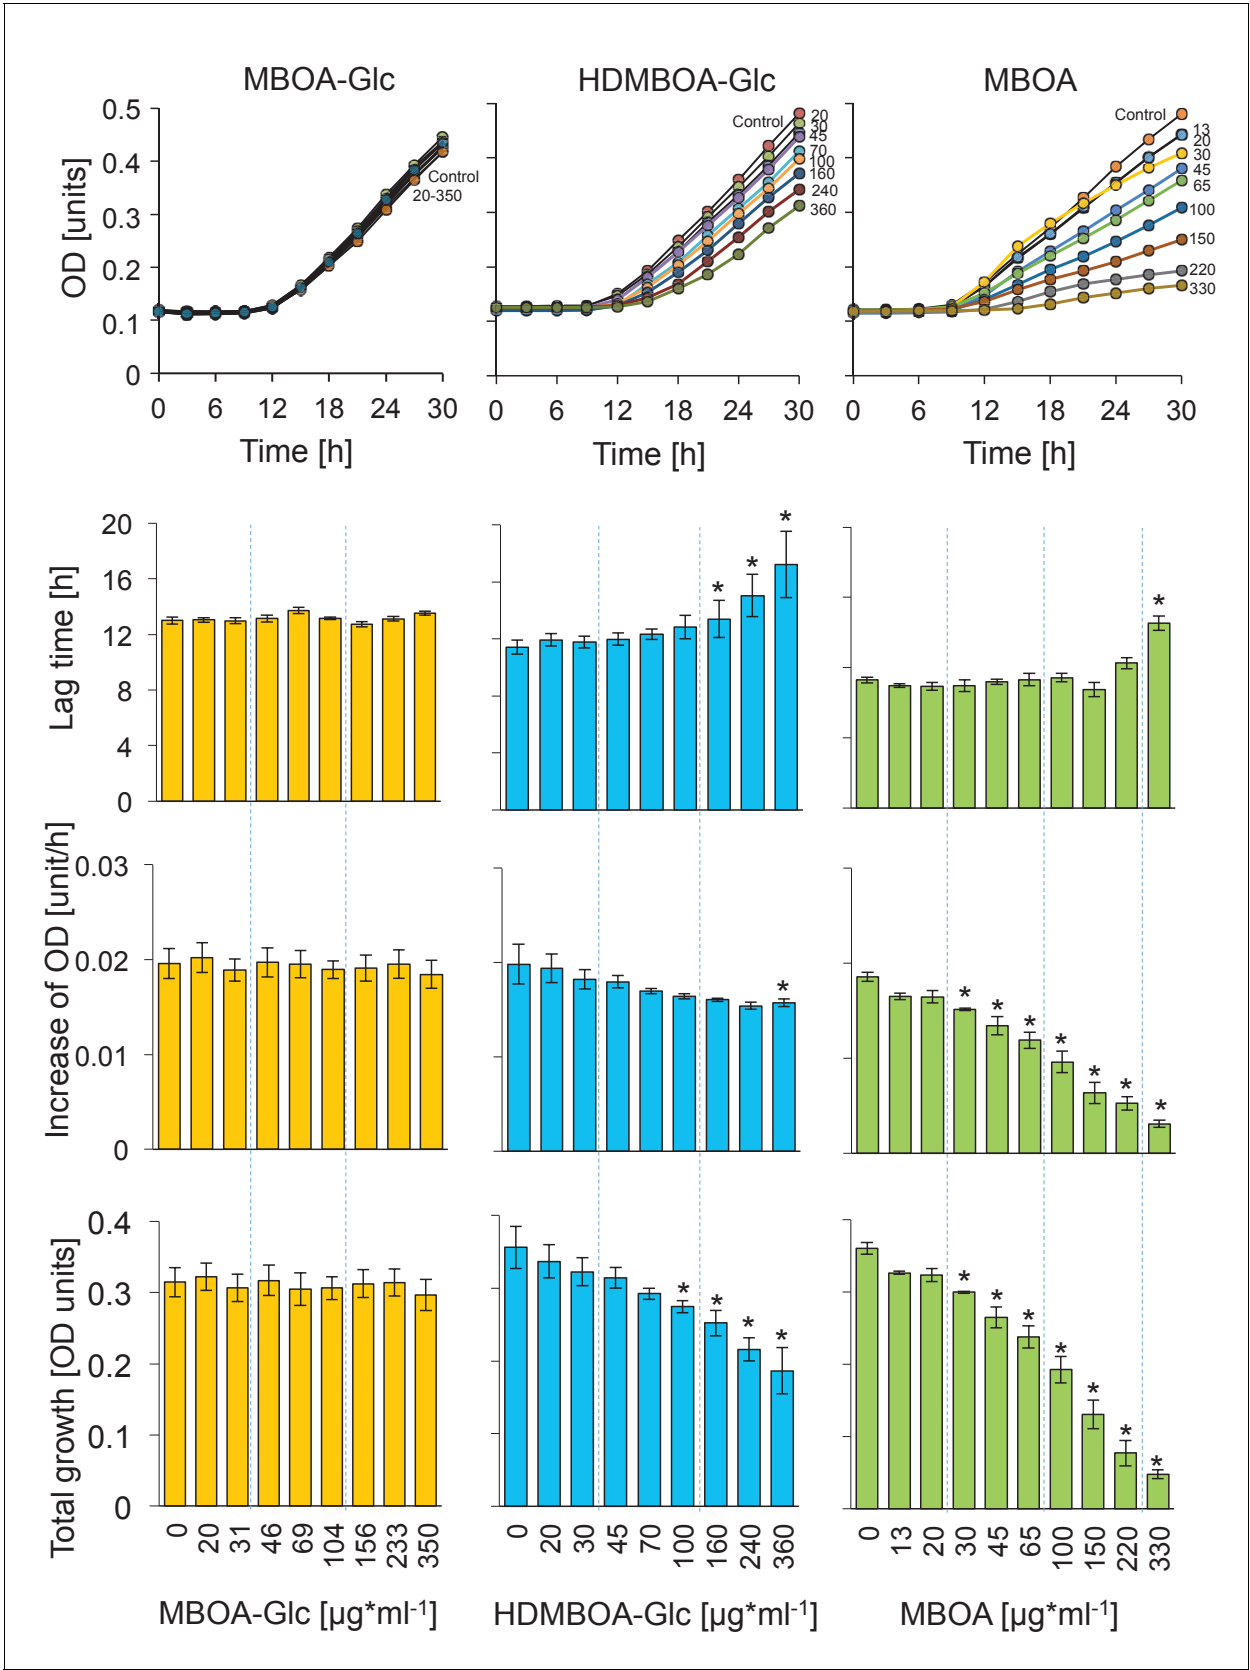 MBOA-Glc HDMBOA-Glc MBOA
OD [units]
0.5
0.4
0.3
0.2
0.1
0
Control
20-350
0 6 12 18 24 30
Time [h]
Control
20
30
45
70
100
160
240
360
0 6 12 18 24 30
Time [h]
Control
13
20
30
45
65
100
150
220
330
0 6 12 18 24 30
Time [h]
Lag time [h]
20
16
12
8
4
0
* * *
*
Increase of OD [unit/h]
0.03
0.02
0.01
0
*
* * * * * * *
Total growth [OD units]
0.4
0.3
0.2
0.1
0
* * * *
* * * * * * *
0 20 31 46 69 104 156 233 350
MBOA-Glc [µg*ml-1]
0 20 30 45 70 100 160 240 360
HDMBOA-Glc [µg*ml-1]
0 13 20 30 45 65 100 150 220 330
MBOA [µg*ml-1]